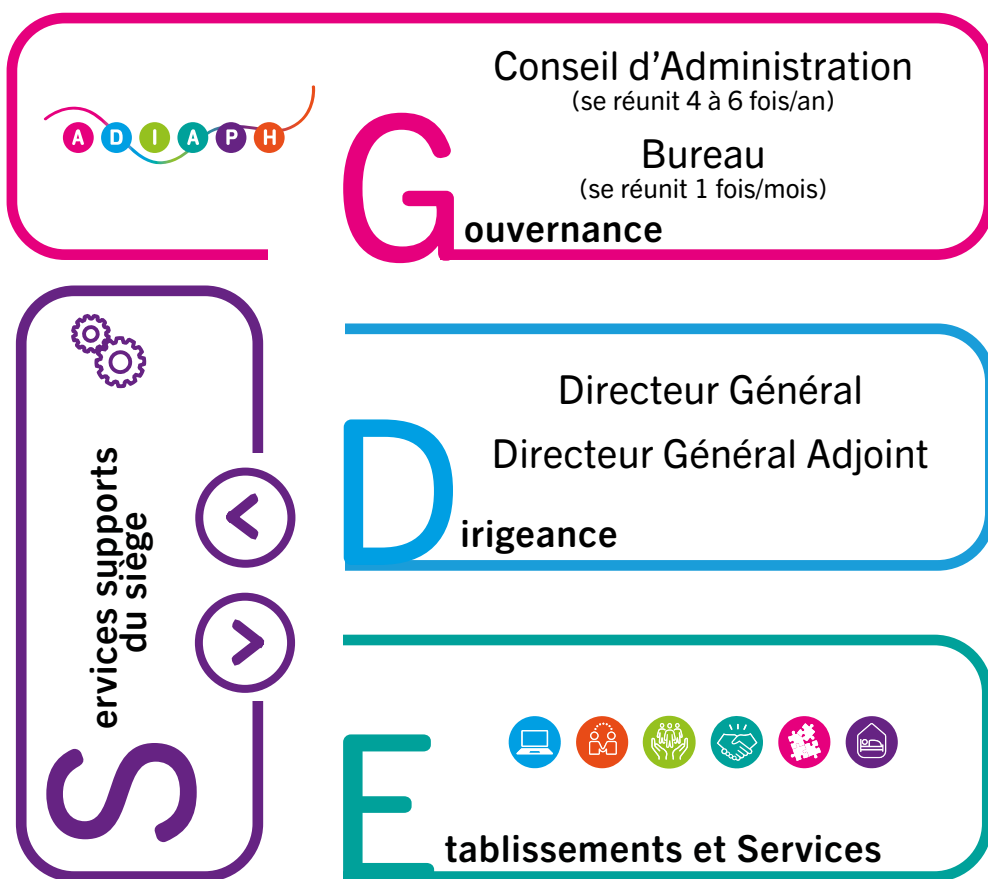 ADIAPH
Conseil d'Administration
(se réunit 4 à 6 fois/an)
Bureau
(se réunit 1 fois/mois)
Gouvernance
Services supports
du siège
Directeur Général
Directeur Général Adjoint
Dirigeance
Etablissements et Services